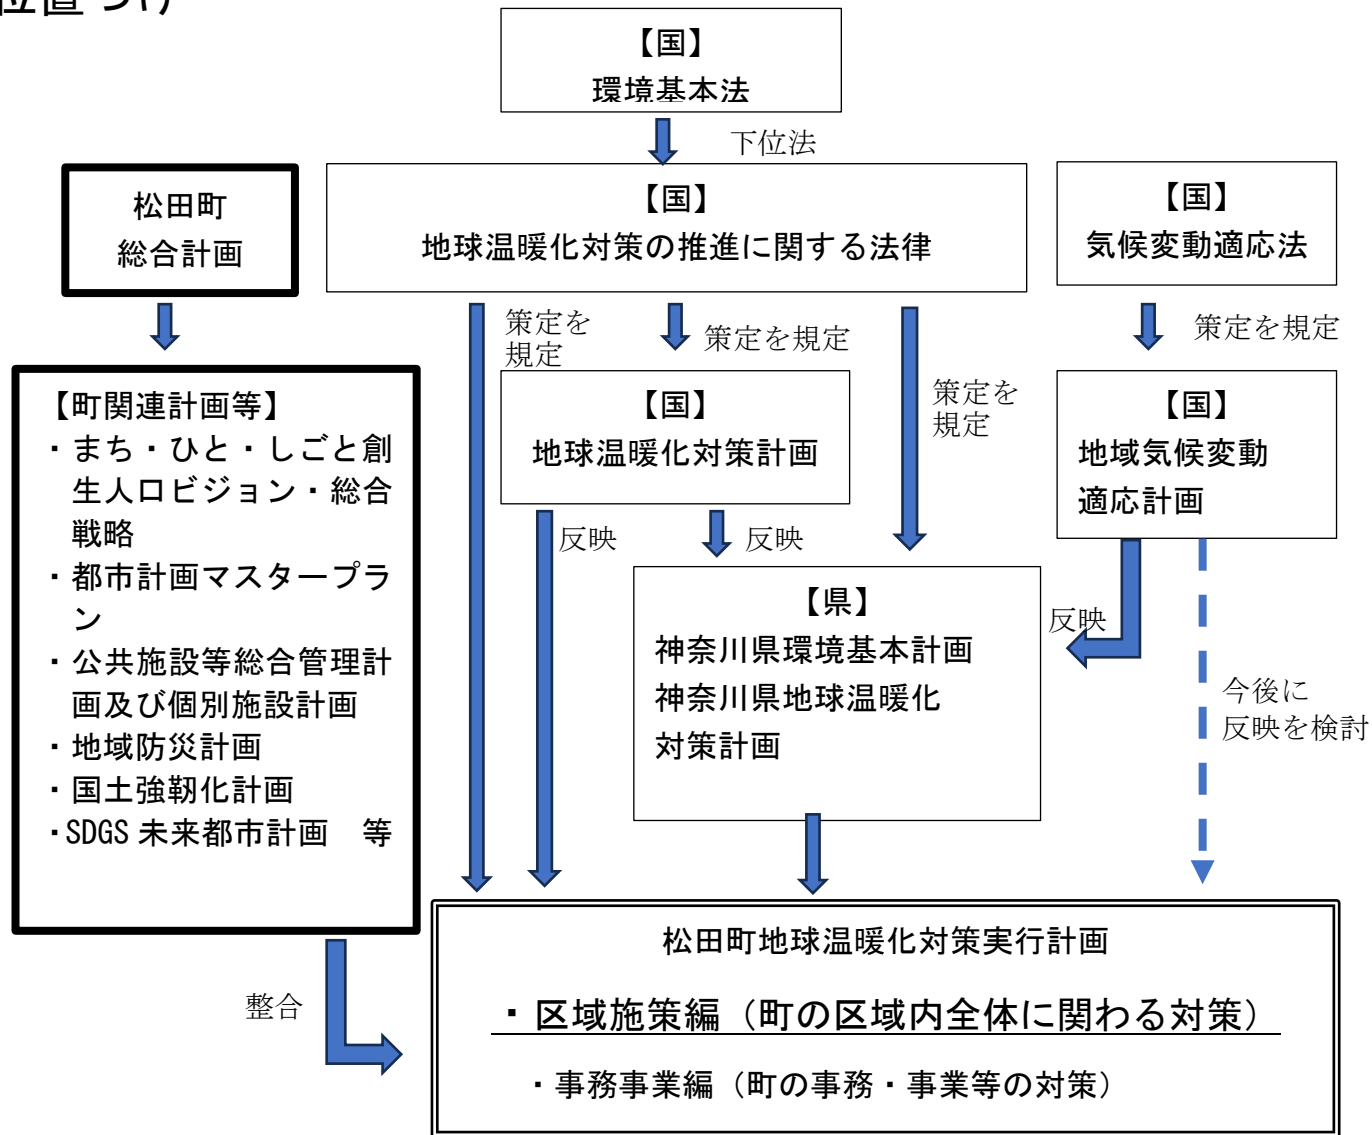 位置づけ
【国】
環境基本法
下位法
松田町
総合計画
【国】
地球温暖化対策の推進に関する法律
【国】
気候変動適応法
策定を
規定
策定を規定
策定を
規定
策定を規定
【町関連計画等】
・まち・ひと・しごと創
生人口ビジョン・総合
戦略
・都市計画マスタープラ
ン
・公共施設等総合管理計
画及び個別施設計画
・地域防災計画
・国土強靭化計画
・SDGS 未来都市計画　等
【国】
地球温暖化対策計画
【国】
地域気候変動
適応計画
反映
反映
反映
【県】
神奈川県環境基本計画
神奈川県地球温暖化
対策計画
今後に
反映を検討
整合
松田町地球温暖化対策実行計画
・区域施策編（町の区域内全体に関わる対策）
・事務事業編（町の事務・事業等の対策）